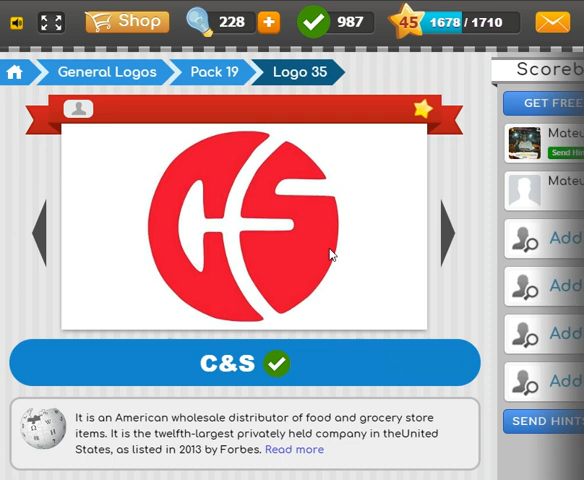 Shop
228
987
45
1678 / 1710
General Logos
Pack 19
Logo 35
Scoreb
GET FREE
CS
Mateu
Send Hin
Mateu
Add
Add
Add
Add
C&S
SEND HINTS
It is an American wholesale distributor of food and grocery store
items. It is the twelfth-largest privately held company in theUnited
States, as listed in 2013 by Forbes. Read more